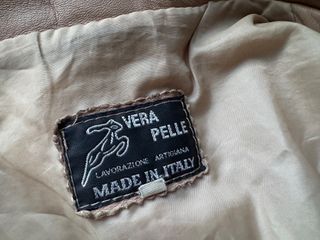 VERA
PELLE
LAVORAZIONE ARTIGIANA
MADE IN ITALY